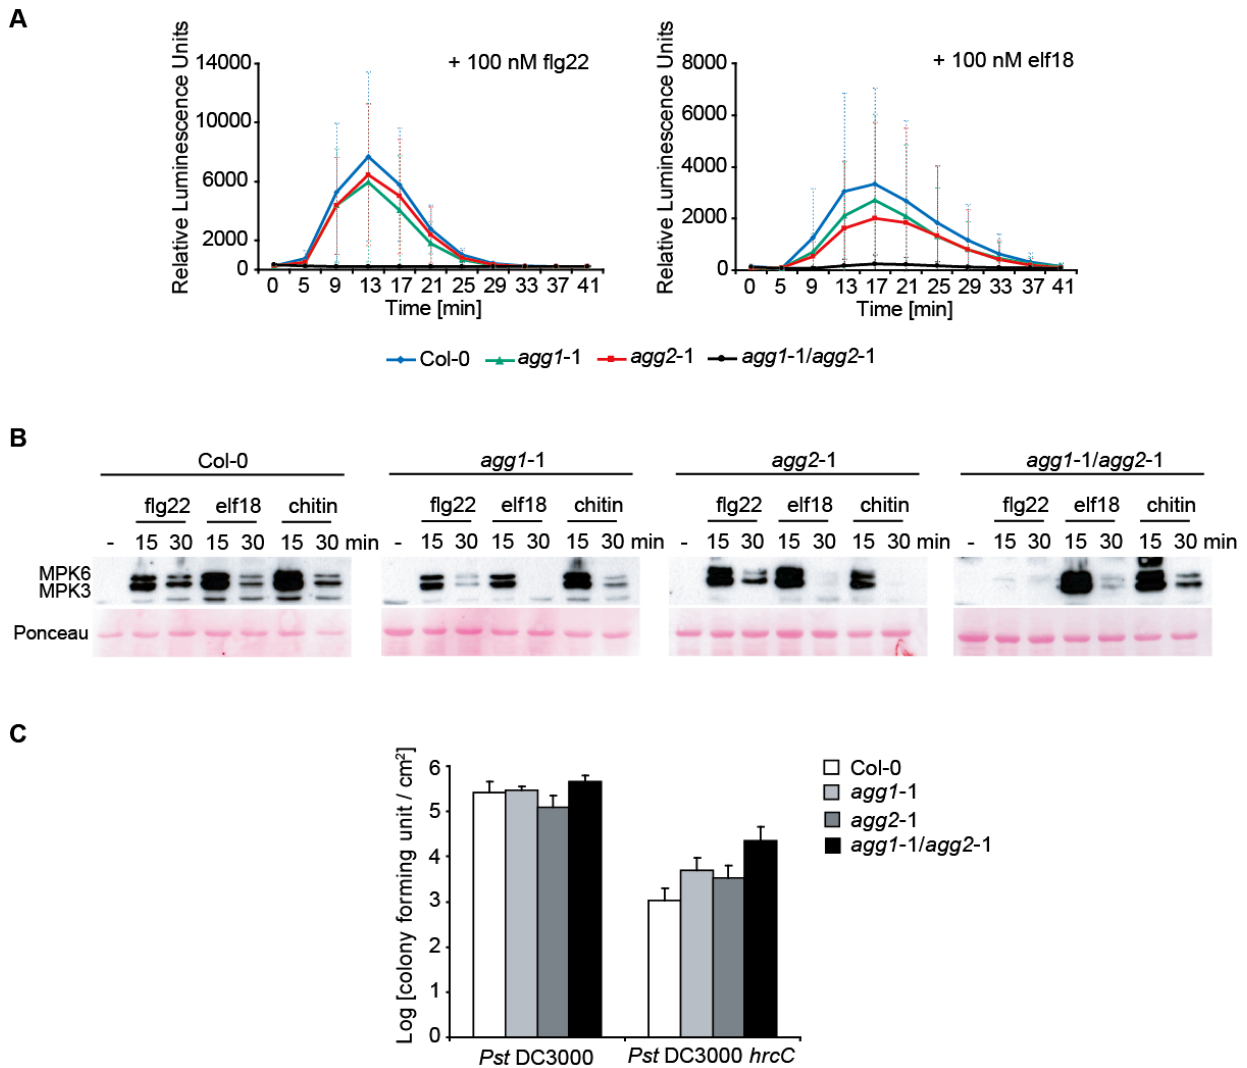 A
Relative Luminescence Units
14000
10000
6000
2000
0
+ 100 nM flg22
0 5 9 13 17 21 25 29 33 37 41
Time [min]
Relative Luminescence Units
8000
6000
4000
2000
0
+ 100 nM elf18
0 5 9 13 17 21 25 29 33 37 41
Time [min]
Col-0 agg1-1 agg2-1 agg1-1/agg2-1
B
Col-0 agg1-1 agg2-1 agg1-1/agg2-1
flg22 elf18 chitin flg22 elf18 chitin flg22 elf18 chitin flg22 elf18 chitin
- 15 30 15 30 15 30 min - 15 30 15 30 15 30 min - 15 30 15 30 15 30 min - 15 30 15 30 15 30 min
MPK6
MPK3
Ponceau
C
Log [colony forming unit / cm²]
6
5
4
3
2
1
0
Pst DC3000 Pst DC3000 hrcC
Col-0
agg1-1
agg2-1
agg1-1/agg2-1